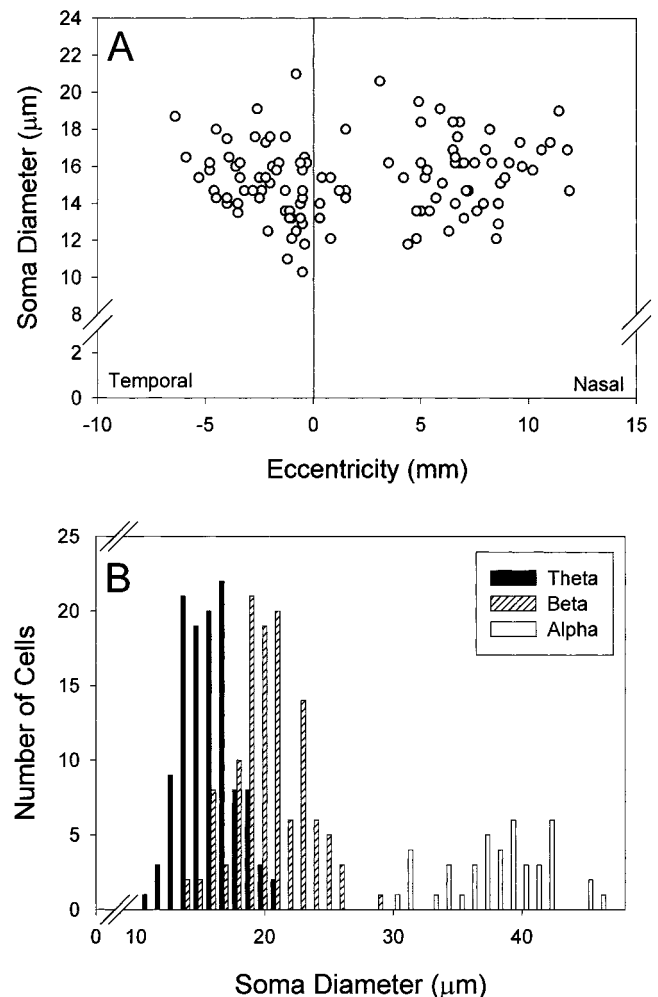 A
24
22
20
18
16
14
12
10
8
2
0
Soma Diameter (μm)
Temporal
Nasal
-10
-5
0
5
10
15
Eccentricity (mm)
B
25
20
15
10
5
0
Number of Cells
Theta
Beta
Alpha
0
10
20
30
40
Soma Diameter (μm)